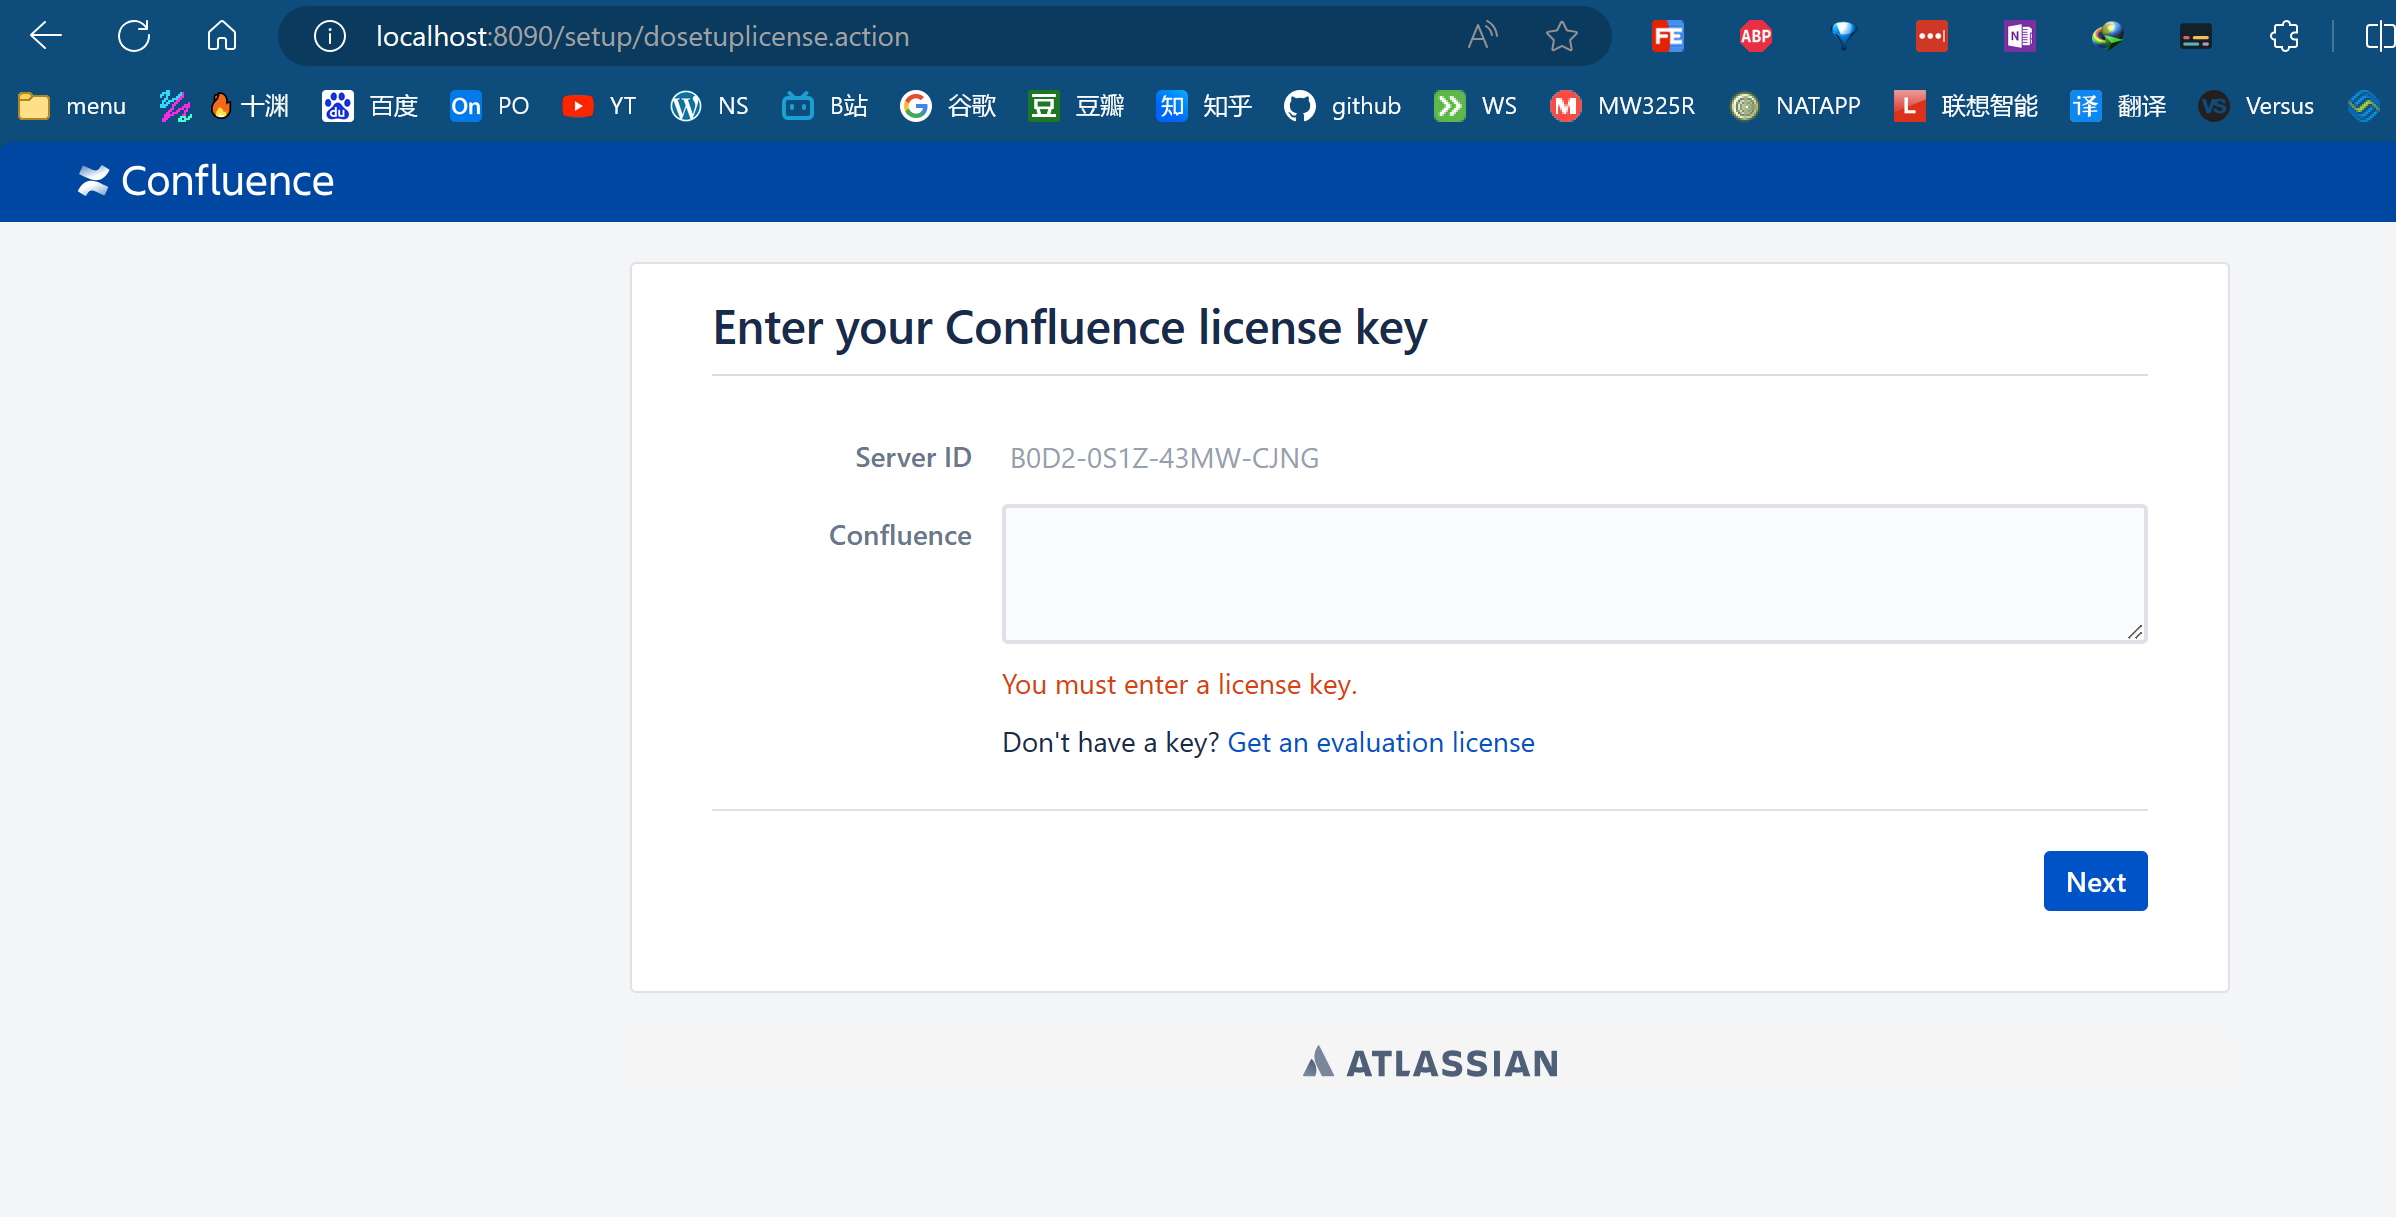 localhost:8090/setup/dosetuplicense.action
menu 十渊 百度 PO YT NS B站 谷歌 豆瓣 知乎 github WS MW325R NATAPP 联想智能 翻译 Versus
Confluence
Enter your Confluence license key
Server ID B0D2-0S1Z-43MW-CJNG
Confluence
You must enter a license key.
Don't have a key? Get an evaluation license
Next
ATLASSIAN